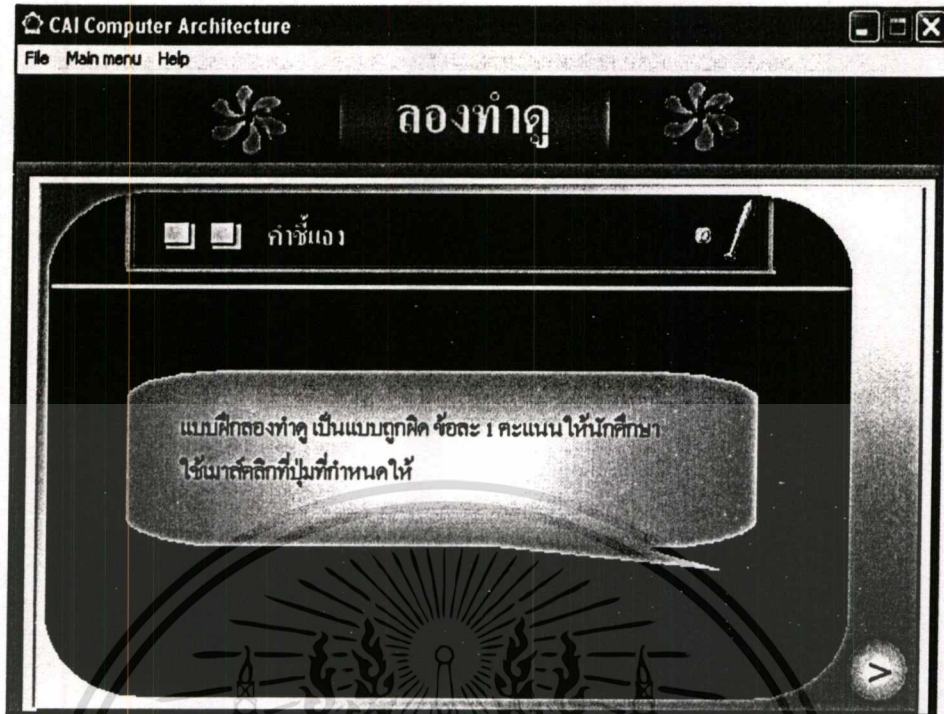 CAI Computer Architecture
File Main menu Help
ลองทำดู
คำชี้แจง
แบบฝึกลองทำดู เป็นแบบถูกผิด ข้อละ 1 คะแนน ให้นักศึกษา
ใช้เมาส์คลิกที่ปุ่มที่กำหนดให้
>